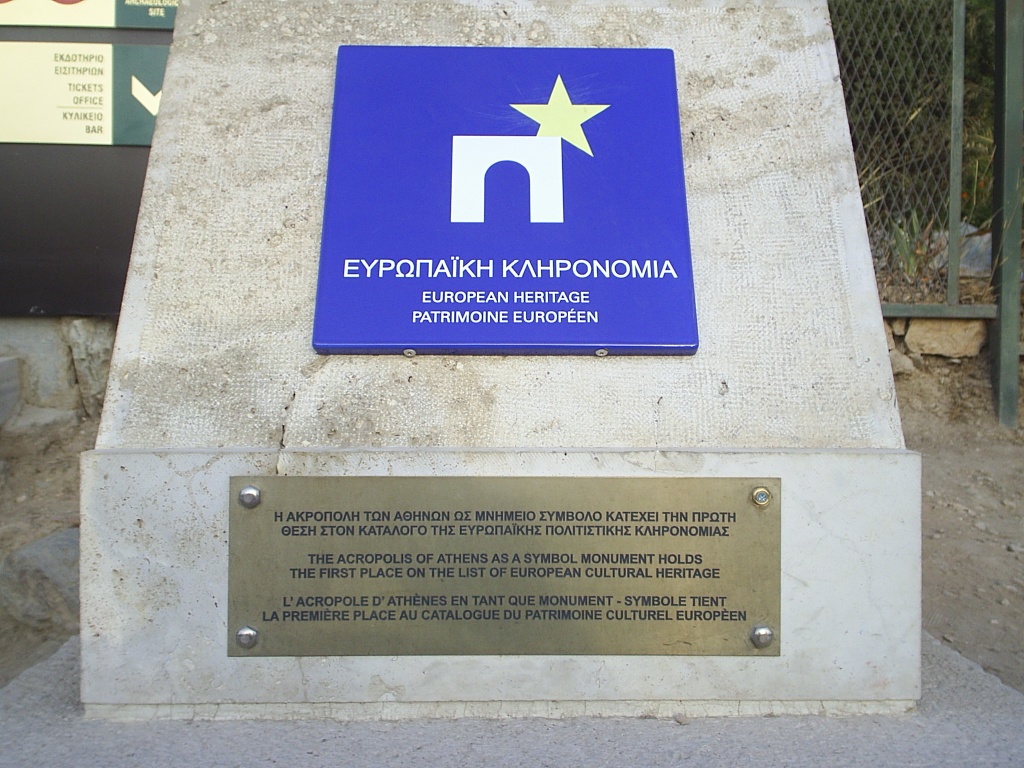 ARCHAEOLOGICAL
SITE
ΕΚΔΟΤΗΡΙΟ
ΕΙΣΙΤΗΡΙΩΝ
TICKETS
OFFICE
ΚΥΛΙΚΕΙΟ
BAR
ΕΥΡΩΠΑΪΚΗ ΚΛΗΡΟΝΟΜΙΑ
EUROPEAN HERITAGE
PATRIMOINE EUROPÉEN
Η ΑΚΡΟΠΟΛΗ ΤΩΝ ΑΘΗΝΩΝ ΩΣ ΜΝΗΜΕΙΟ ΣΥΜΒΟΛΟ ΚΑΤΕΧΕΙ ΤΗΝ ΠΡΩΤΗ
ΘΕΣΗ ΣΤΟΝ ΚΑΤΑΛΟΓΟ ΤΗΣ ΕΥΡΩΠΑΪΚΗΣ ΠΟΛΙΤΙΣΤΙΚΗΣ ΚΛΗΡΟΝΟΜΙΑΣ
THE ACROPOLIS OF ATHENS AS A SYMBOL MONUMENT HOLDS
THE FIRST PLACE ON THE LIST OF EUROPEAN CULTURAL HERITAGE
L' ACROPOLE D' ATHÈNES EN TANT QUE MONUMENT - SYMBOLE TIENT
LA PREMIÈRE PLACE AU CATALOGUE DU PATRIMOINE CULTUREL EUROPÈEN